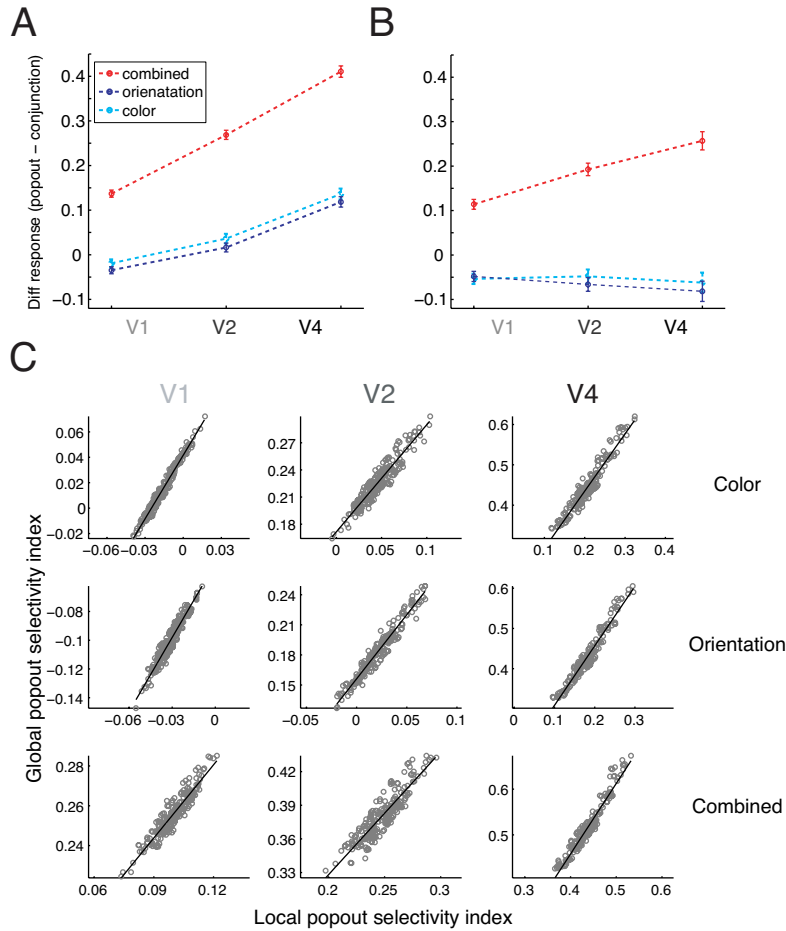 A
B
Diff response (popout – conjunction)
0.4
0.3
0.2
0.1
0
−0.1
combined
orienatation
color
V1
V2
V4
0.4
0.3
0.2
0.1
0
−0.1
V1
V2
V4
C
V1
V2
V4
Global popout selectivity index
0.06
0.04
0.02
0
−0.02
−0.06 −0.03 0 0.03
0.27
0.24
0.21
0.18
0 0.05 0.1
0.6
0.5
0.4
0.1 0.2 0.3 0.4
Color
−0.08
−0.1
−0.12
−0.14
−0.06 −0.03 0
0.24
0.21
0.18
0.15
−0.05 0 0.05 0.1
0.6
0.5
0.4
0 0.1 0.2 0.3
Orientation
0.28
0.26
0.24
0.06 0.09 0.12
0.42
0.39
0.36
0.33
0.2 0.25 0.3
0.6
0.5
0.3 0.4 0.5 0.6
Combined
Local popout selectivity index